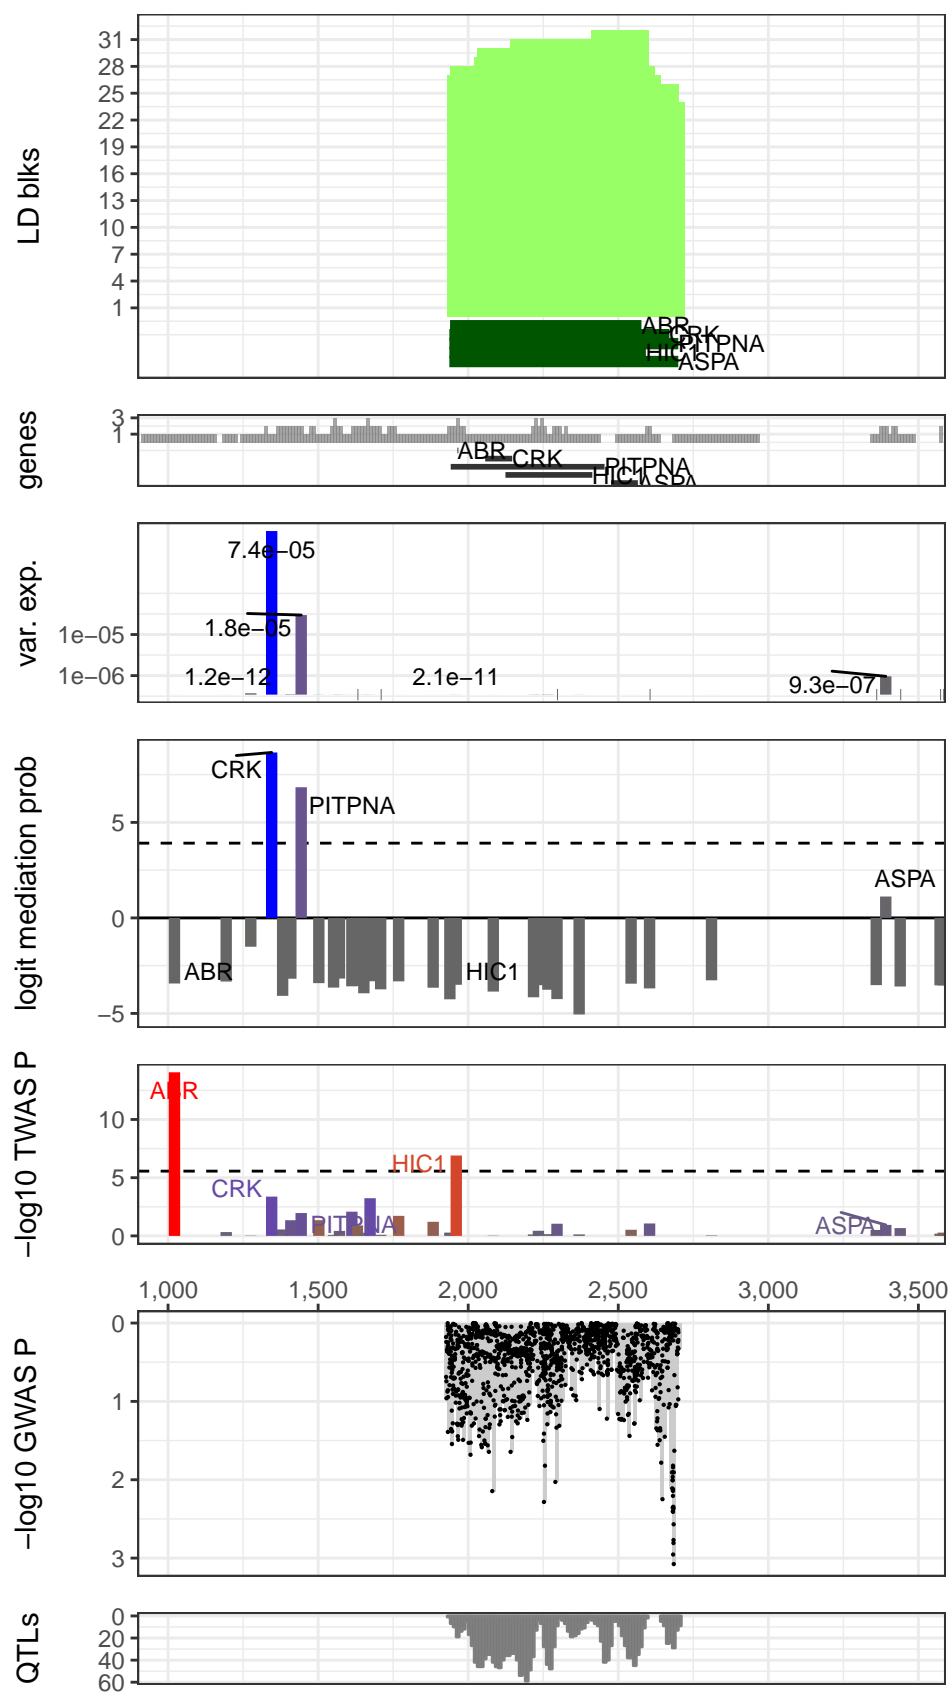 LD blks
31
28
25
22
19
16
13
10
7
4
1
ABR
CRK
PITPNA
HIC1
ASPA
genes
3
1
ABR
CRK
PITPNA
HIC1
ASPA
var. exp.
1e−05
1e−06
7.4e−05
1.8e−05
1.2e−12
2.1e−11
9.3e−07
logit mediation prob
5
0
−5
CRK
PITPNA
ASPA
ABR
HIC1
−log10 TWAS P
10
5
0
ABR
HIC1
CRK
PITPNA
ASPA
1,000 1,500 2,000 2,500 3,000 3,500
−log10 GWAS P
0
1
2
3
QTLs
0
20
40
60